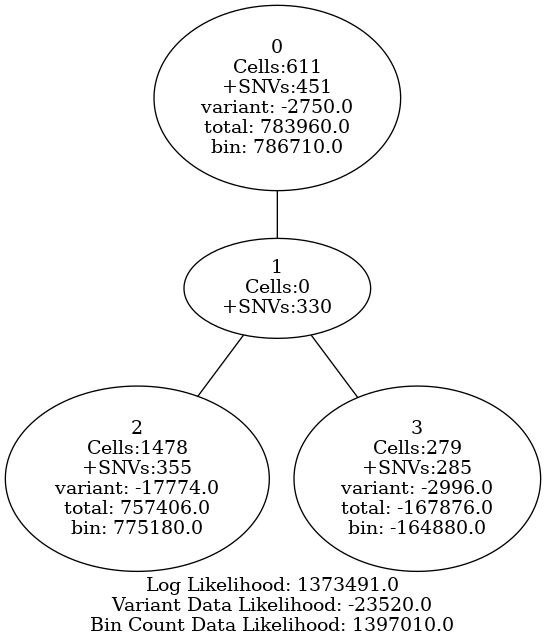 0
Cells:611
+SNVs:451
variant: -2750.0
total: 783960.0
bin: 786710.0
1
Cells:0
+SNVs:330
2
Cells:1478
+SNVs:355
variant: -17774.0
total: 757406.0
bin: 775180.0
3
Cells:279
+SNVs:285
variant: -2996.0
total: -167876.0
bin: -164880.0
Log Likelihood: 1373491.0
Variant Data Likelihood: -23520.0
Bin Count Data Likelihood: 1397010.0